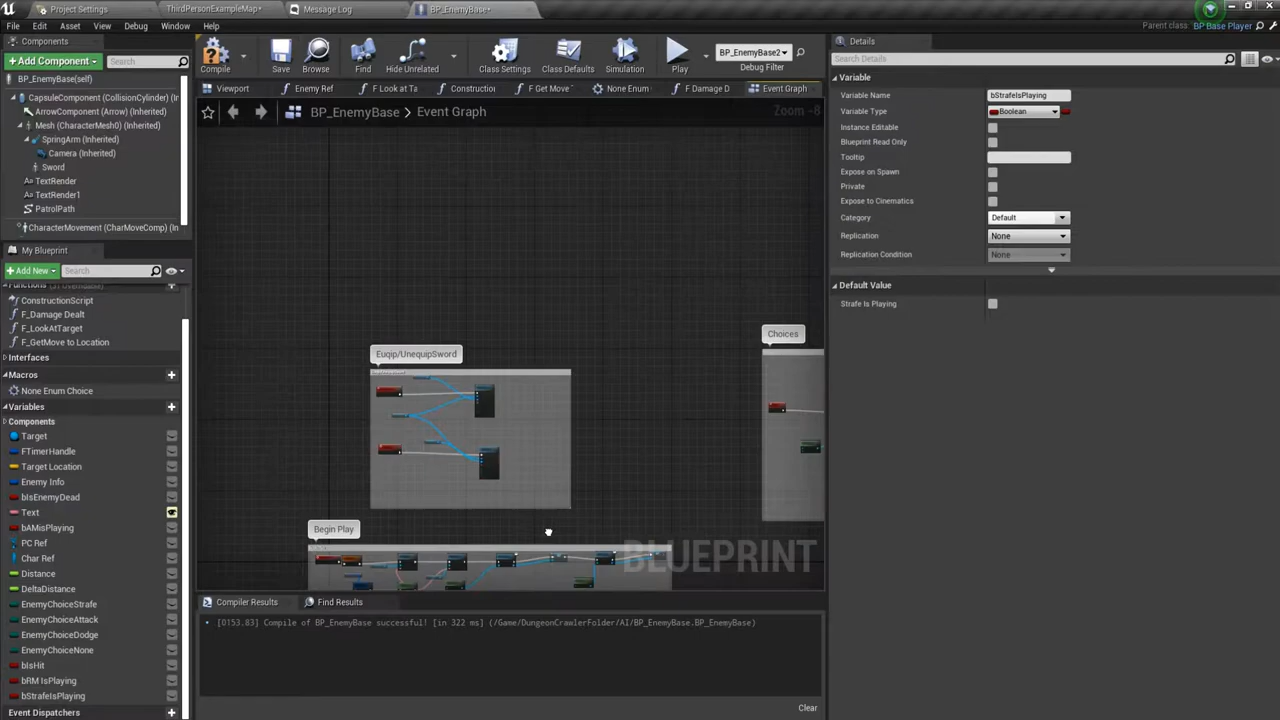 Project Settings
ThirdPersonExampleMap*
Message Log
BP_EnemyBase*
File Edit Asset View Debug Window Help
Parent class: BP Base Player
Components
+ Add Component
Search
BP_EnemyBase(self)
CapsuleComponent (CollisionCylinder) (In
ArrowComponent (Arrow) (Inherited)
Mesh (CharacterMesh0) (Inherited)
SpringArm (Inherited)
Camera (Inherited)
Sword
TextRender
TextRender1
PatrolPath
CharacterMovement (CharMoveComp) (In
My Blueprint
+ Add New
Search
Functions
ConstructionScript
F_Damage Dealt
F_LookAtTarget
F_GetMove to Location
Interfaces
Macros
None Enum Choice
Variables
Components
Target
FTimerHandle
Target Location
Enemy Info
bIsEnemyDead
Text
bAMisPlaying
PC Ref
Char Ref
Distance
DeltaDistance
EnemyChoiceStrafe
EnemyChoiceAttack
EnemyChoiceDodge
EnemyChoiceNone
bIsHit
bRM IsPlaying
bStrafeIsPlaying
Event Dispatchers
Compile
Save
Browse
Find
Hide Unrelated
Class Settings
Class Defaults
Simulation
Play
BP_EnemyBase2
Debug Filter
Viewport
Enemy Ref
F_Look at Ta
Constructio
F_Get Move
None Enum
F_Damage D
Event Graph
BP_EnemyBase > Event Graph
Zoom -8
Euqip/UnequipSword
Choices
Begin Play
BLUEPRINT
Compiler Results
Find Results
[0153.83] Compile of BP_EnemyBase successful! [in 322 ms] (/Game/DungeonCrawlerFolder/AI/BP_EnemyBase.BP_EnemyBase)
Clear
Details
Search Details
Variable
Variable Name bStrafeIsPlaying
Variable Type Boolean
Instance Editable
Blueprint Read Only
Tooltip
Expose on Spawn
Private
Expose to Cinematics
Category Default
Replication None
Replication Condition None
Default Value
Strafe Is Playing